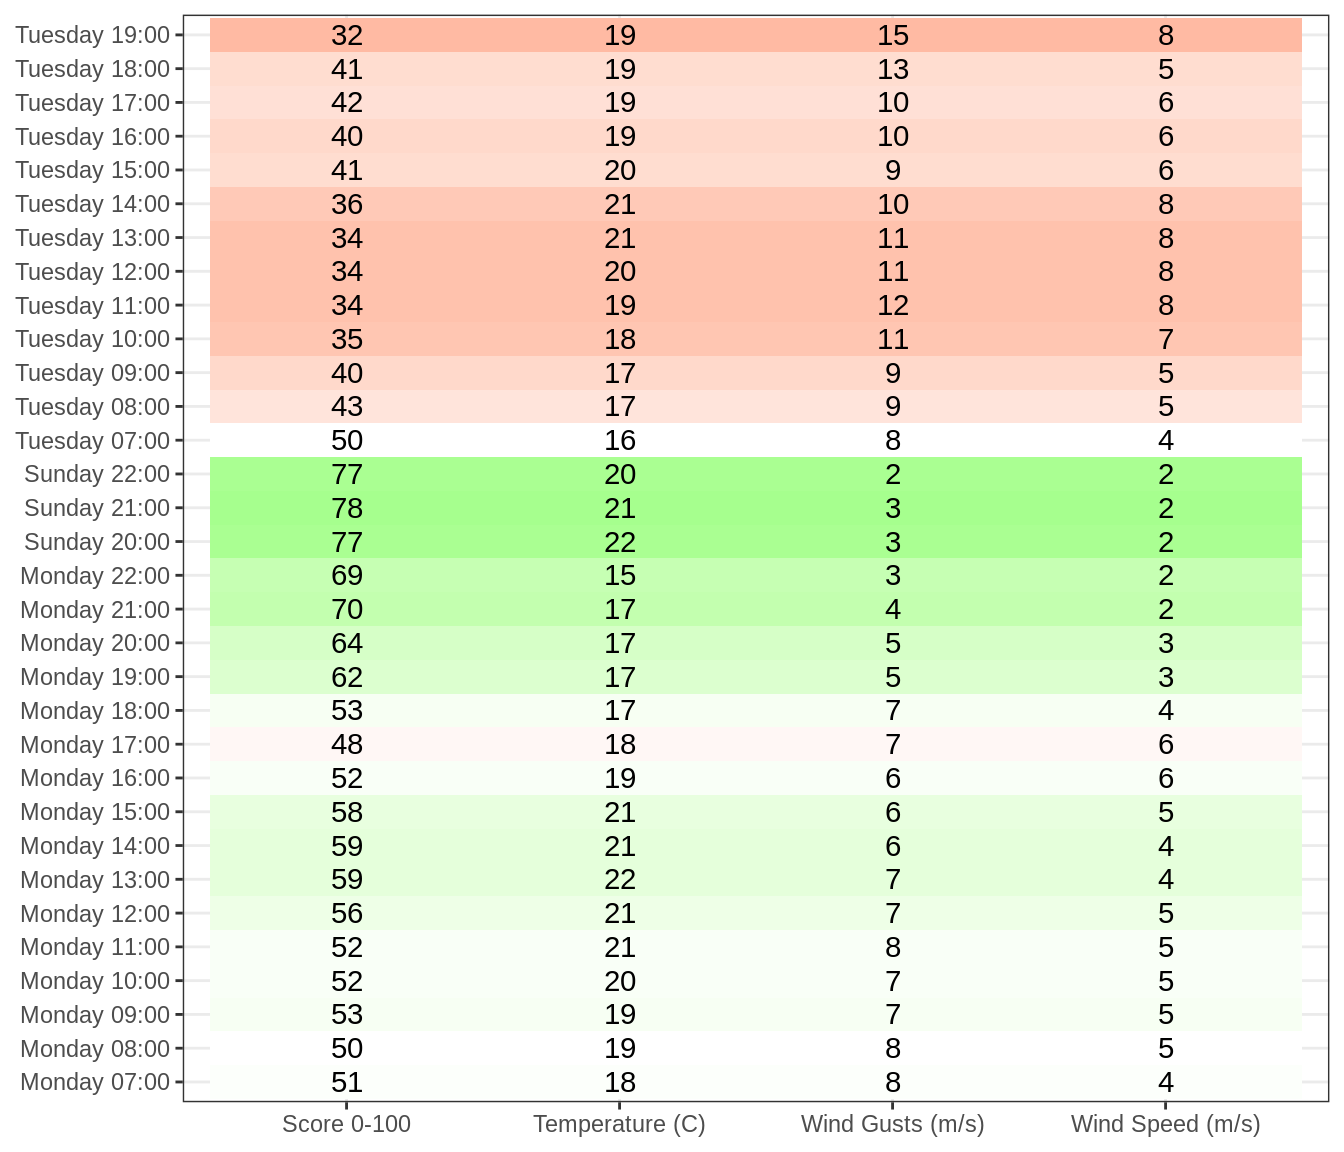 Tuesday 19:00 32 19 15 8
Tuesday 18:00 41 19 13 5
Tuesday 17:00 42 19 10 6
Tuesday 16:00 40 19 10 6
Tuesday 15:00 41 20 9 6
Tuesday 14:00 36 21 10 8
Tuesday 13:00 34 21 11 8
Tuesday 12:00 34 20 11 8
Tuesday 11:00 34 19 12 8
Tuesday 10:00 35 18 11 7
Tuesday 09:00 40 17 9 5
Tuesday 08:00 43 17 9 5
Tuesday 07:00 50 16 8 4
Sunday 22:00 77 20 2 2
Sunday 21:00 78 21 3 2
Sunday 20:00 77 22 3 2
Monday 22:00 69 15 3 2
Monday 21:00 70 17 4 2
Monday 20:00 64 17 5 3
Monday 19:00 62 17 5 3
Monday 18:00 53 17 7 4
Monday 17:00 48 18 7 6
Monday 16:00 52 19 6 6
Monday 15:00 58 21 6 5
Monday 14:00 59 21 6 4
Monday 13:00 59 22 7 4
Monday 12:00 56 21 7 5
Monday 11:00 52 21 8 5
Monday 10:00 52 20 7 5
Monday 09:00 53 19 7 5
Monday 08:00 50 19 8 5
Monday 07:00 51 18 8 4
Score 0-100 Temperature (C) Wind Gusts (m/s) Wind Speed (m/s)